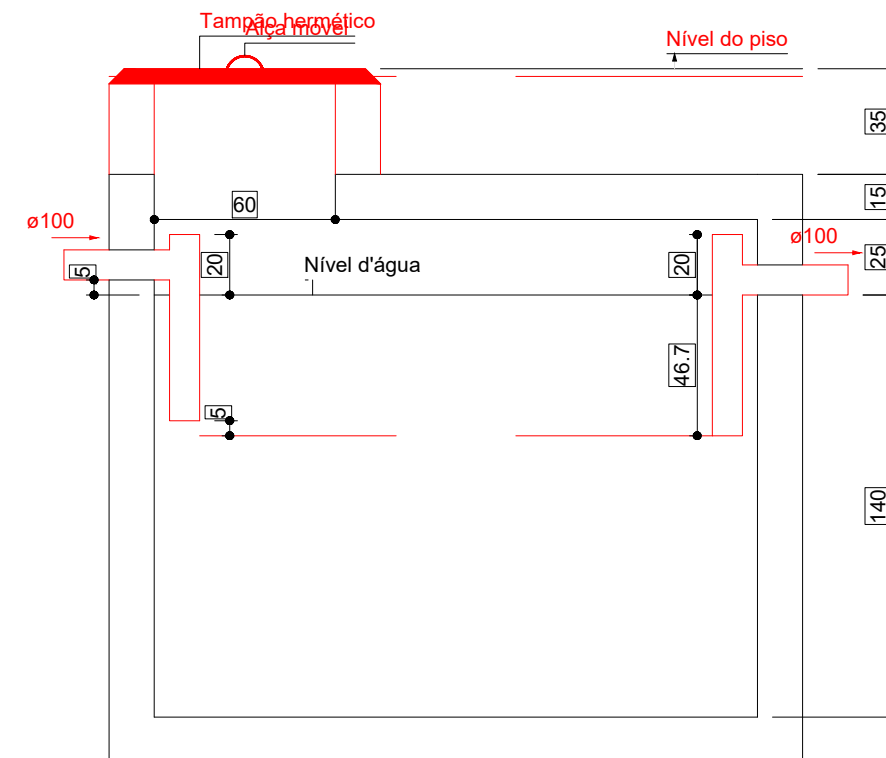 Tampão hermético
Alça móvel
Nível do piso
35
15
60
ø100
ø100
25
20
20
5
Nível d'água
46.7
5
140